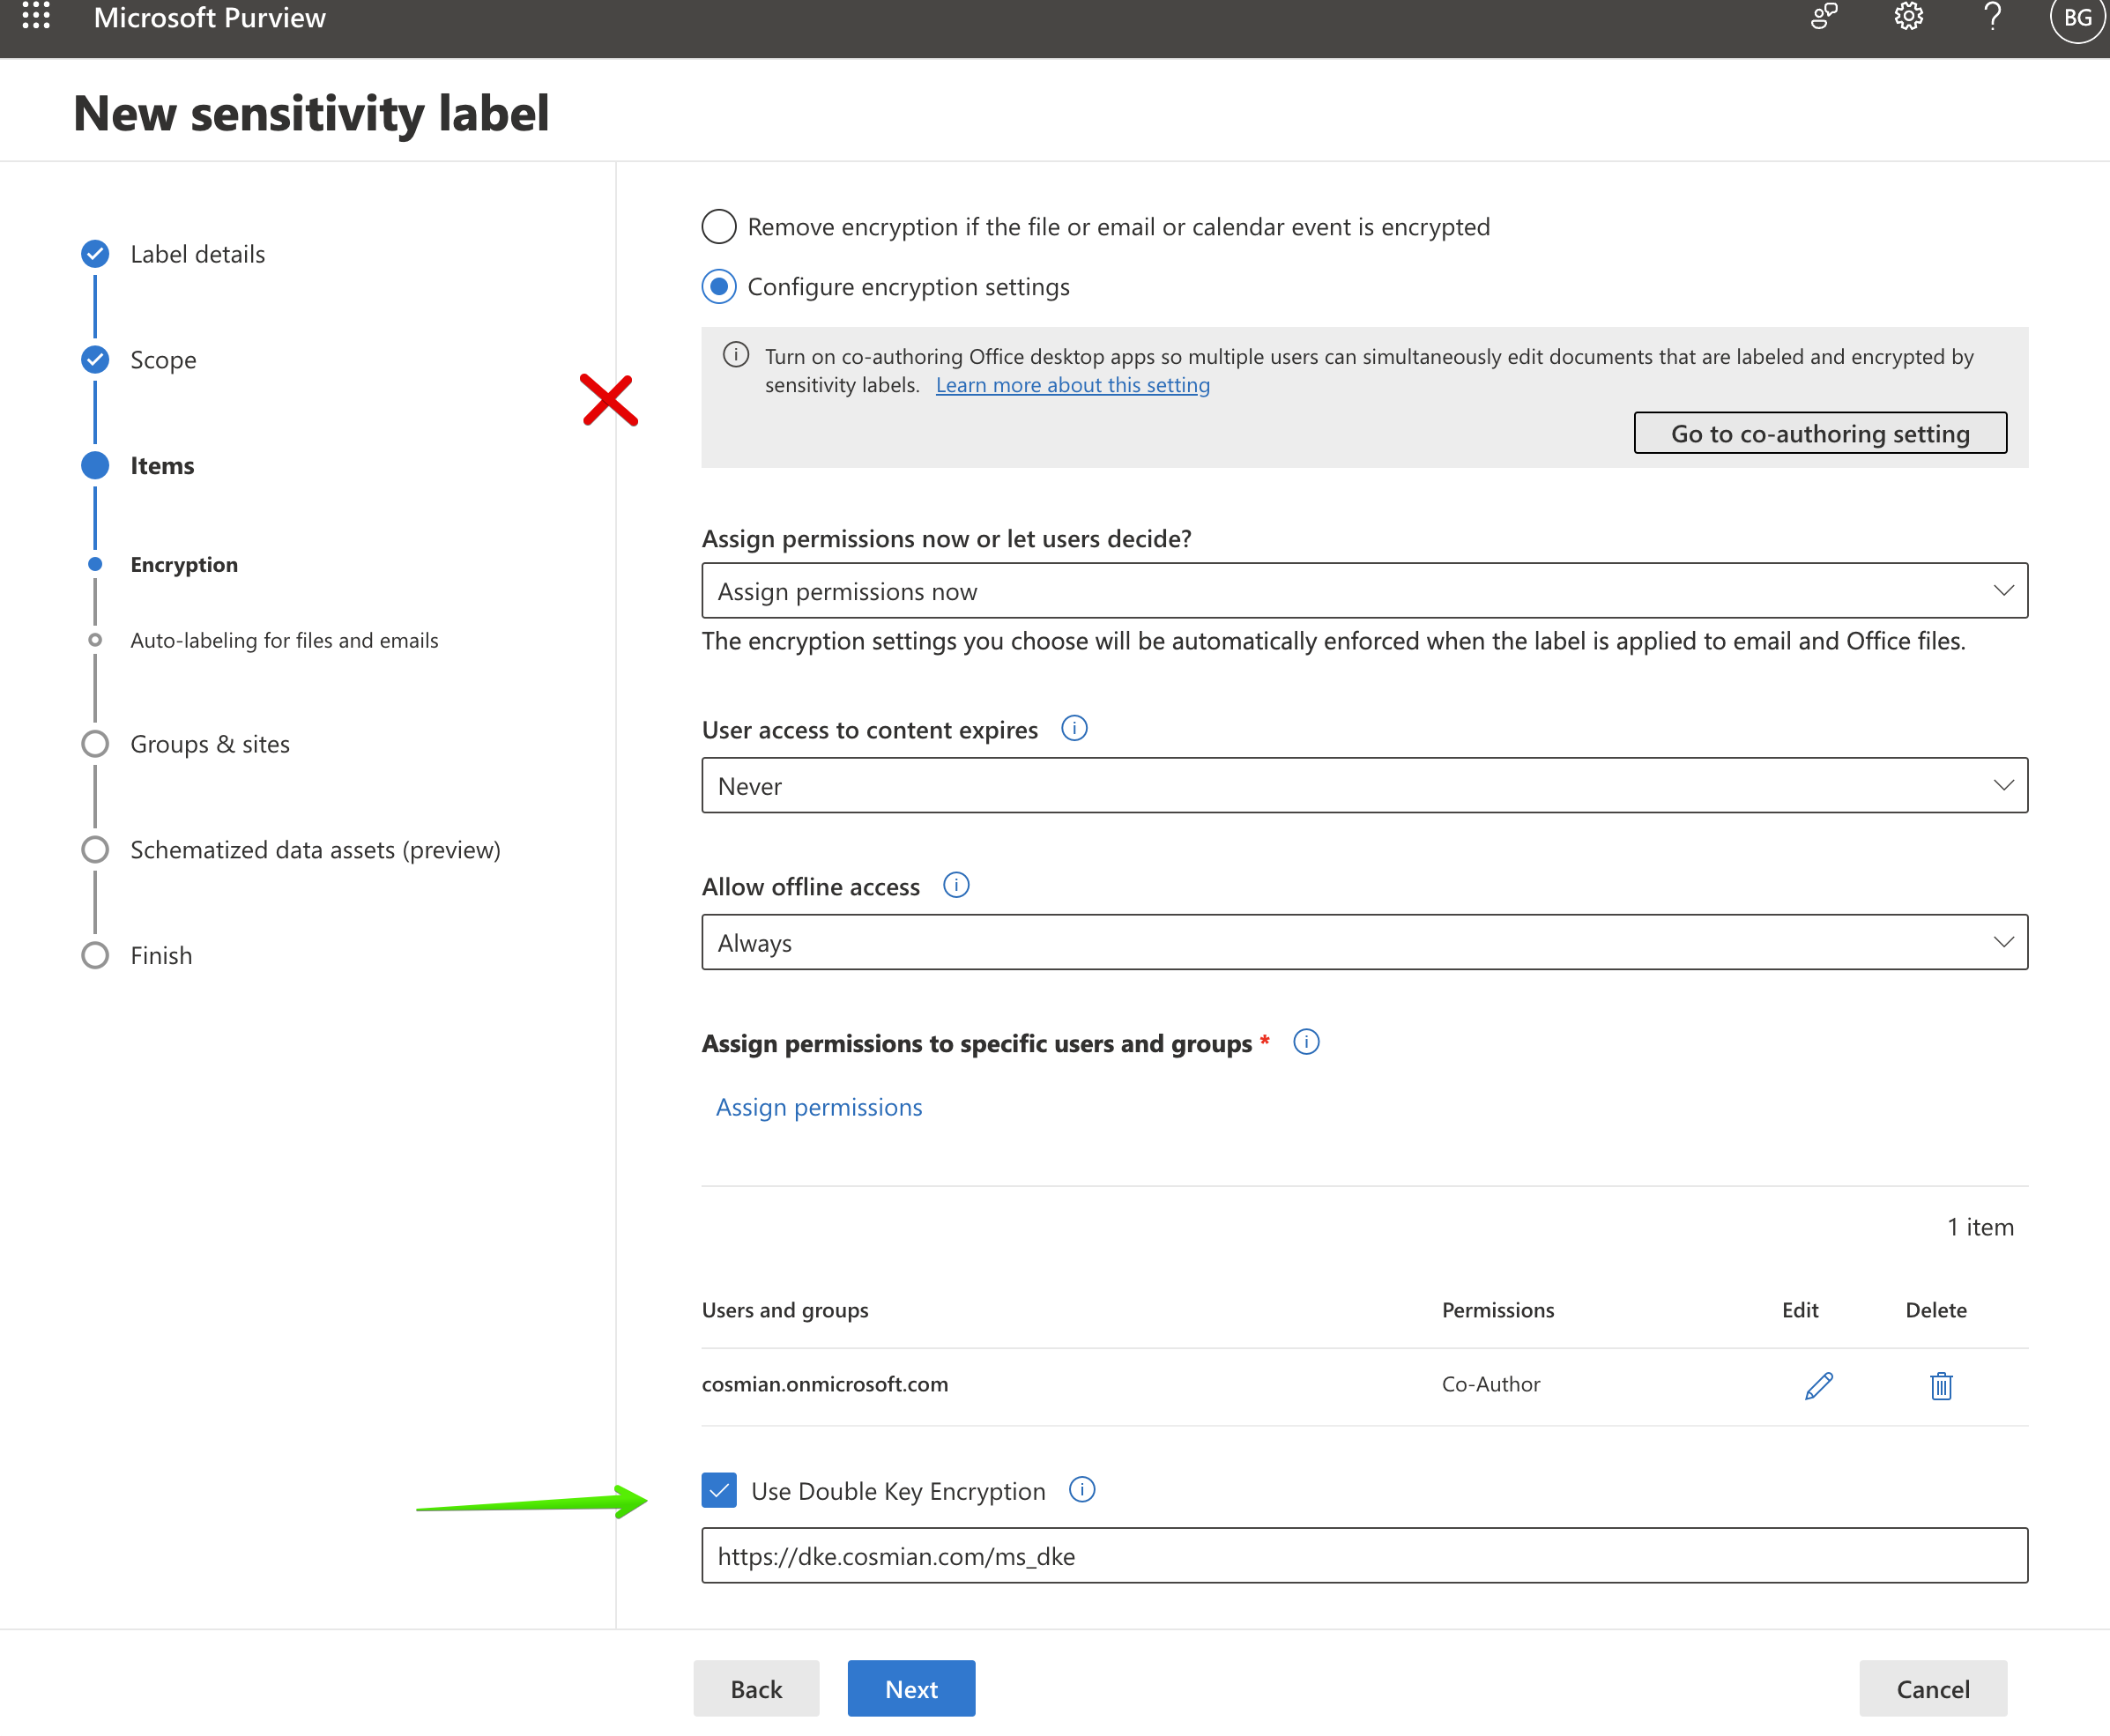 Microsoft Purview
BG
New sensitivity label
Label details
Scope
Items
Encryption
Auto-labeling for files and emails
Groups & sites
Schematized data assets (preview)
Finish
Remove encryption if the file or email or calendar event is encrypted
Configure encryption settings
Turn on co-authoring Office desktop apps so multiple users can simultaneously edit documents that are labeled and encrypted by
sensitivity labels. Learn more about this setting
Go to co-authoring setting
Assign permissions now or let users decide?
Assign permissions now
The encryption settings you choose will be automatically enforced when the label is applied to email and Office files.
User access to content expires
Never
Allow offline access
Always
Assign permissions to specific users and groups *
Assign permissions
1 item
Users and groups Permissions Edit Delete
cosmian.onmicrosoft.com Co-Author
Use Double Key Encryption
https://dke.cosmian.com/ms_dke
Back Next Cancel